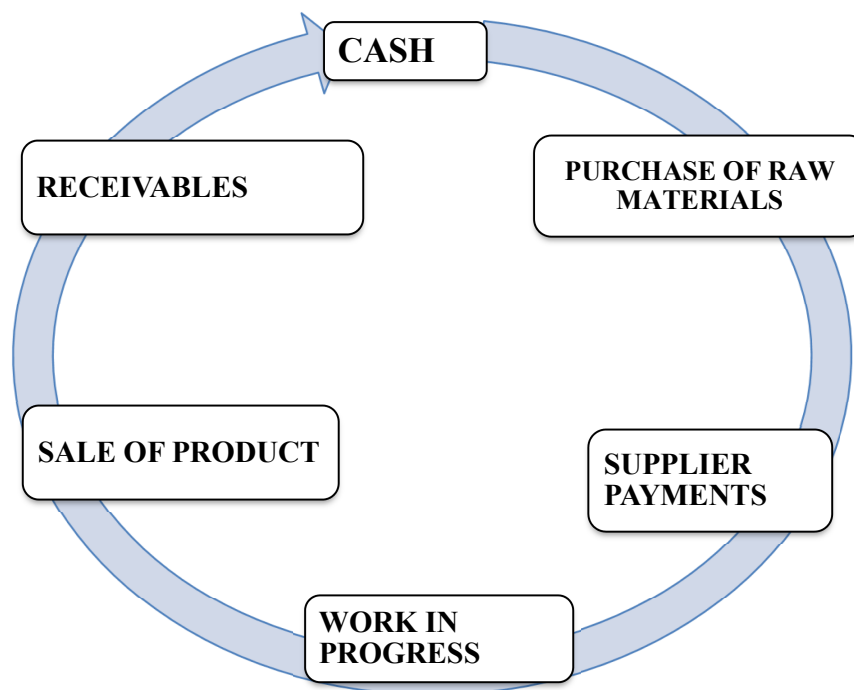 CASH
PURCHASE OF RAW
MATERIALS
SUPPLIER
PAYMENTS
WORK IN
PROGRESS
SALE OF PRODUCT
RECEIVABLES